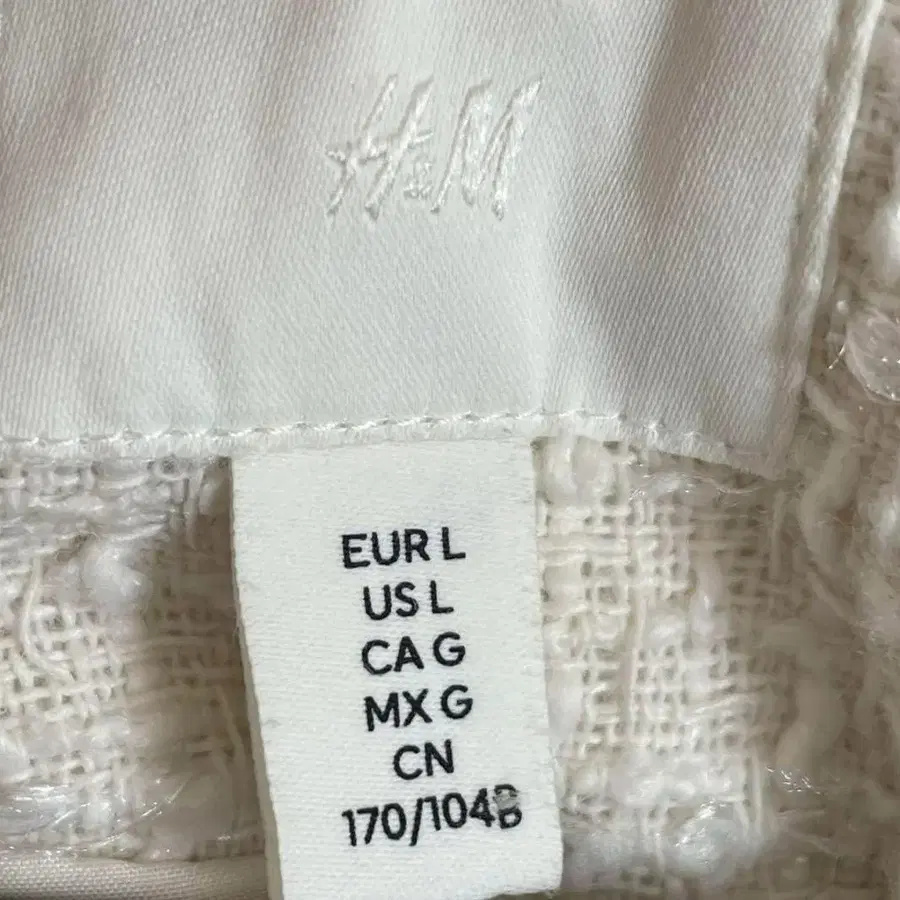 H&M
EUR L
US L
CA G
MX G
CN
170/104B